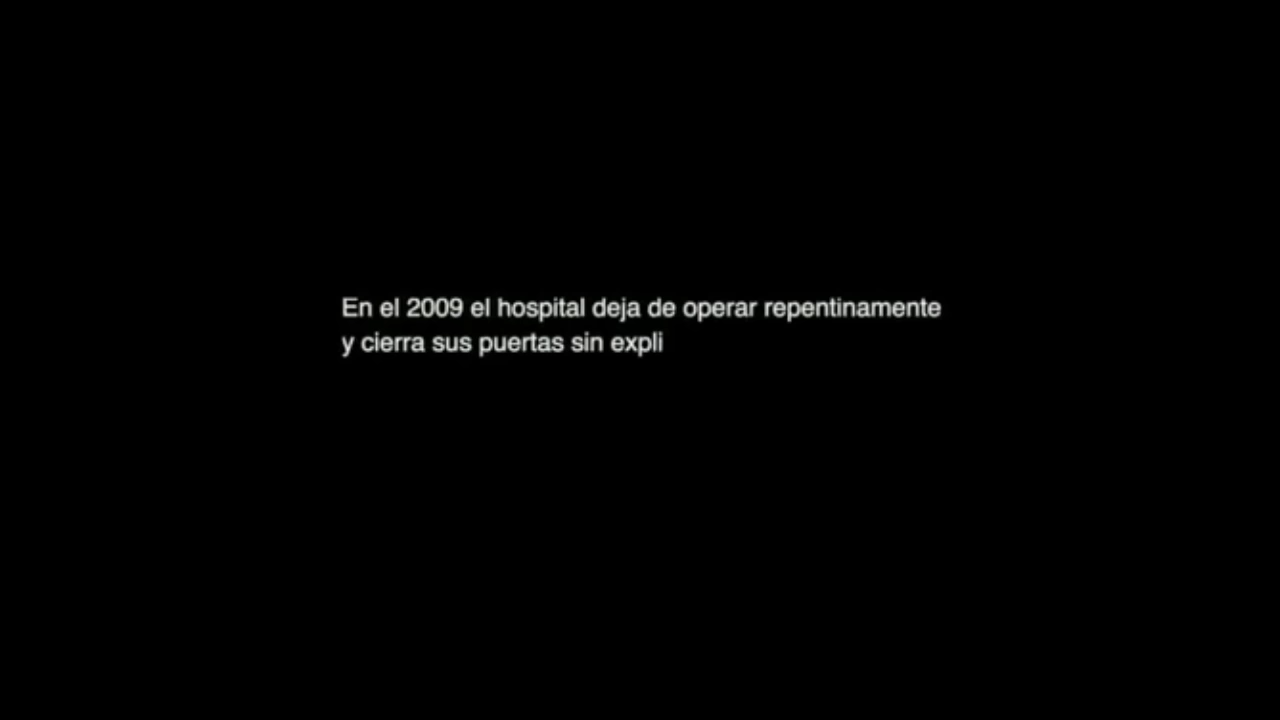 En el 2009 el hospital deja de operar repentinamente
y cierra sus puertas sin expli